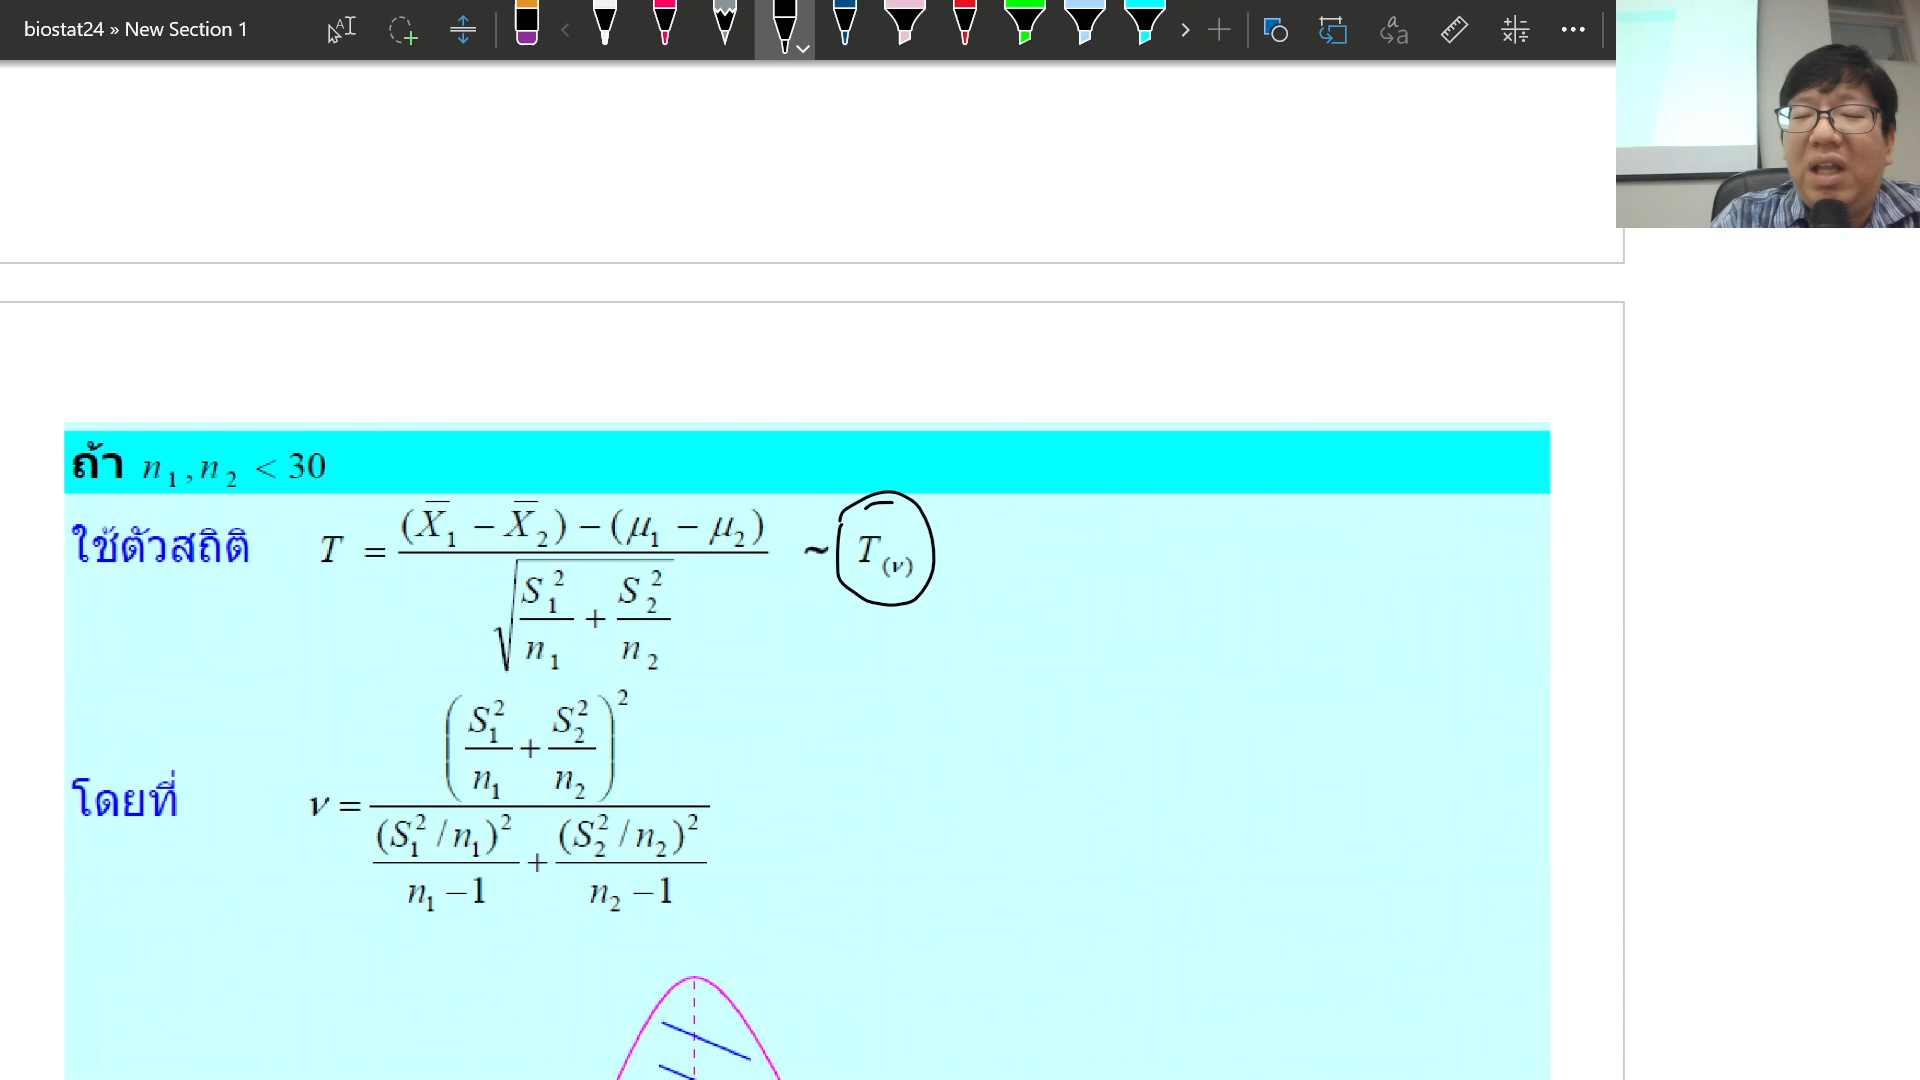 biostat24 » New Section 1
ถ้า n₁, n₂ < 30
ใช้ตัวสถิติ T = ((X̅₁ − X̅₂) − (μ₁ − μ₂)) / √(S₁²/n₁ + S₂²/n₂) ~ T₍ᵥ₎
โดยที่ ν = (S₁²/n₁ + S₂²/n₂)² / ((S₁²/n₁)²/(n₁ − 1) + (S₂²/n₂)²/(n₂ − 1))